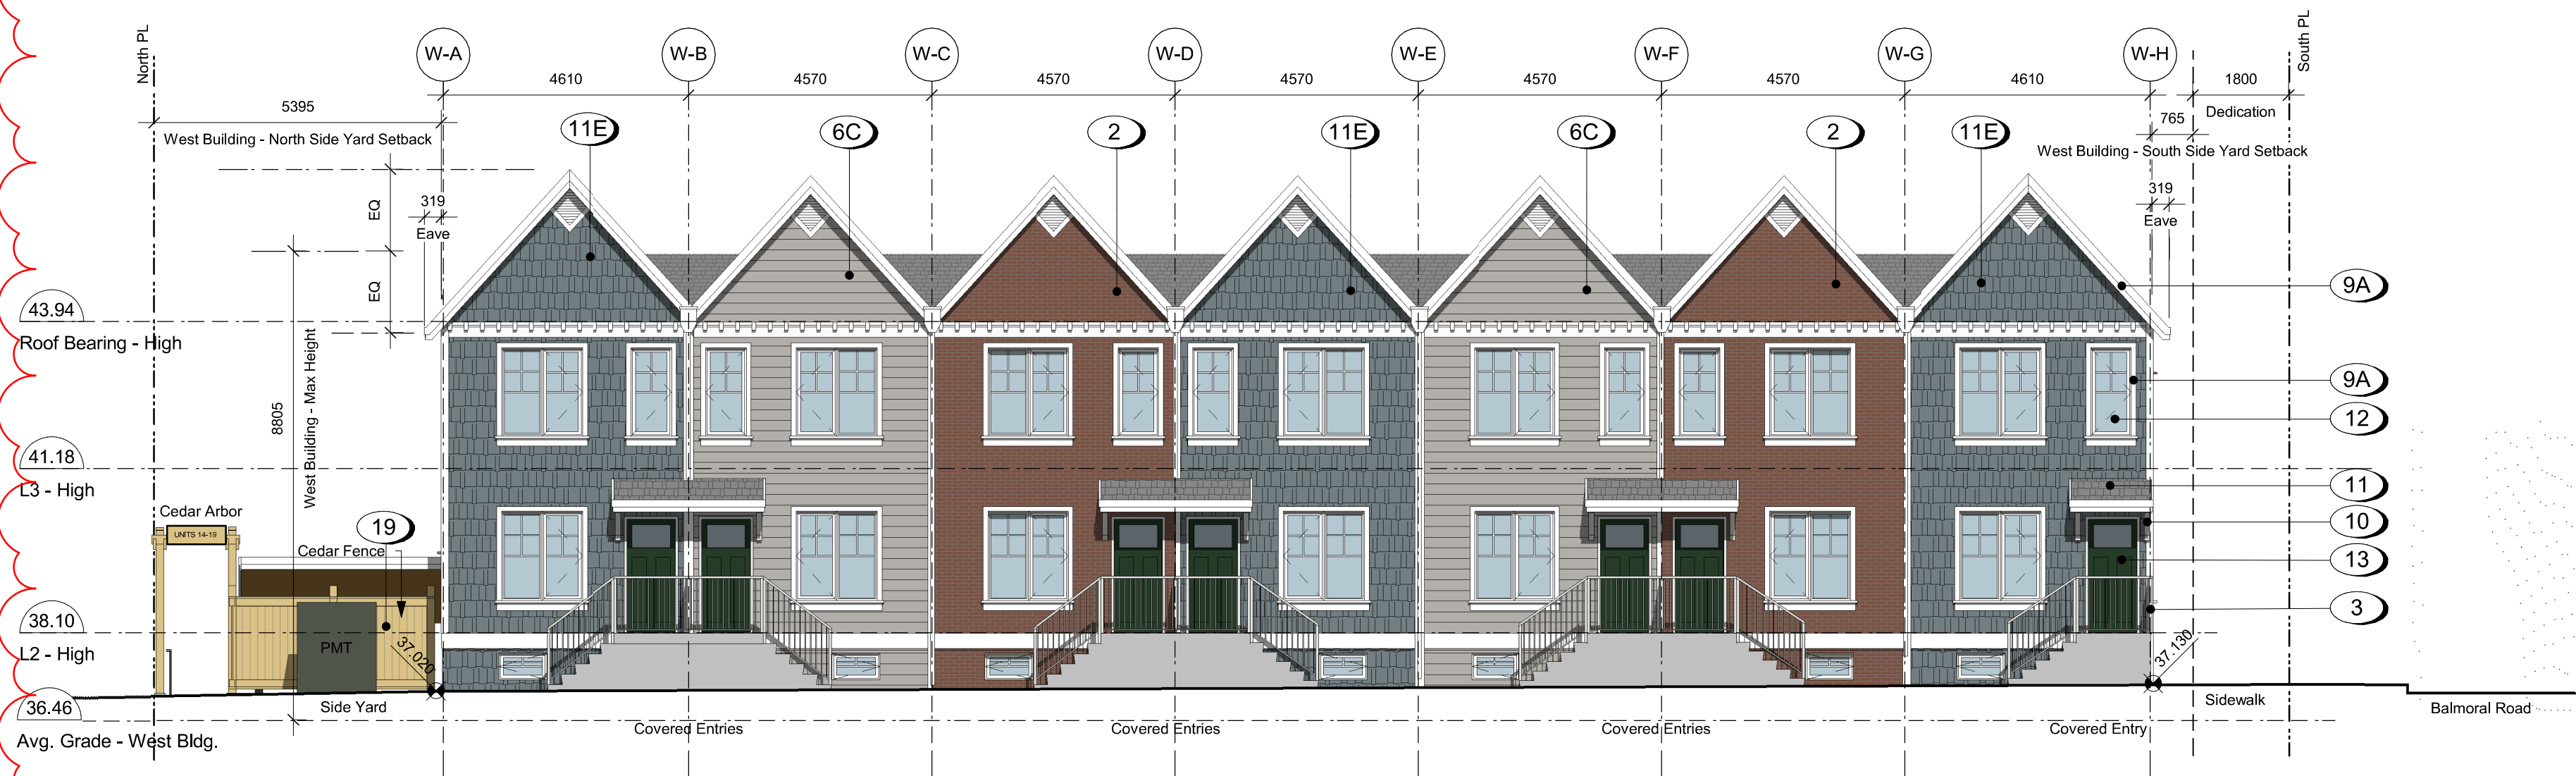 North PL
W-A
W-B
W-C
W-D
W-E
W-F
W-G
W-H
South PL
4610
4570
4570
4570
4570
4570
4610
1800
Dedication
5395
West Building - North Side Yard Setback
765
West Building - South Side Yard Setback
11E
6C
2
11E
6C
2
11E
EQ
319
Eave
319
Eave
EQ
9A
43.94
Roof Bearing - High
8805
West Building - Max Height
9A
12
41.18
L3 - High
11
Cedar Arbor
UNITS 14-19
19
Cedar Fence
10
13
38.10
L2 - High
3
PMT
37.020
37.130
36.46
Avg. Grade - West Bldg.
Side Yard
Sidewalk
Balmoral Road
Covered Entries
Covered Entries
Covered Entries
Covered Entry